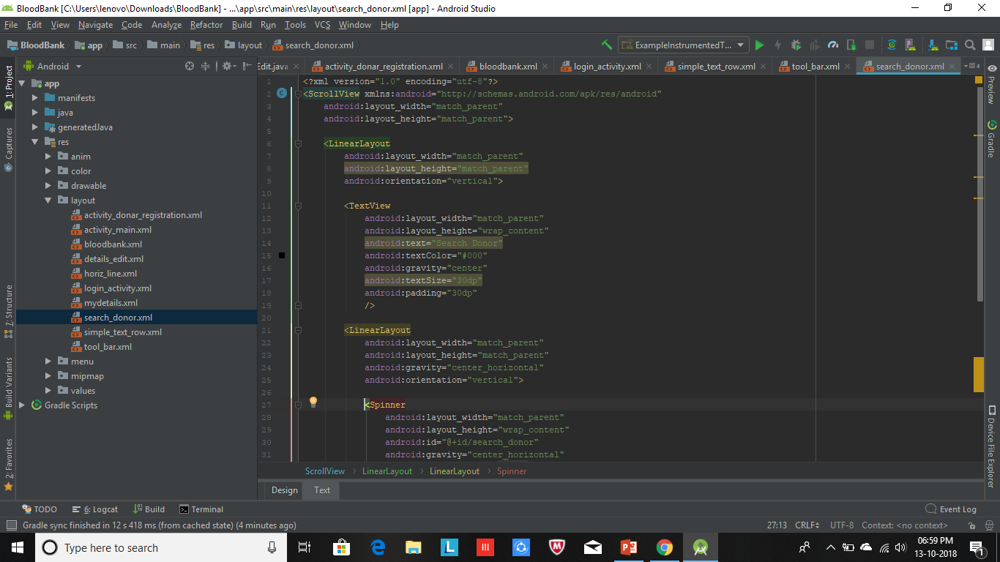 BloodBank [C:\Users\lenovo\Downloads\BloodBank] - ...\app\src\main\res\layout\search_donor.xml [app] - Android Studio
File Edit View Navigate Code Analyze Refactor Build Run Tools VCS Window Help
BloodBank app src main res layout search_donor.xml ExampleInstrumentedT...
Android
Edit.java activity_donar_registration.xml bloodbank.xml login_activity.xml simple_text_row.xml tool_bar.xml search_donor.xml 4
1: Project
Captures
7: Structure
Build Variants
2: Favorites
app
manifests
java
generatedJava
res
anim
color
drawable
layout
activity_donar_registration.xml
activity_main.xml
bloodbank.xml
details_edit.xml
horiz_line.xml
login_activity.xml
mydetails.xml
search_donor.xml
simple_text_row.xml
tool_bar.xml
menu
mipmap
values
Gradle Scripts
1 <?xml version="1.0" encoding="utf-8"?>
2 C <ScrollView xmlns:android="http://schemas.android.com/apk/res/android"
3 android:layout_width="match_parent"
4 android:layout_height="match_parent">
5
6 <LinearLayout
7 android:layout_width="match_parent"
8 android:layout_height="match_parent"
9 android:orientation="vertical">
10
11 <TextView
12 android:layout_width="match_parent"
13 android:layout_height="wrap_content"
14 android:text="Search Donor"
15 android:textColor="#000"
16 android:gravity="center"
17 android:textSize="30dp"
18 android:padding="30dp"
19 />
20
21 <LinearLayout
22 android:layout_width="match_parent"
23 android:layout_height="match_parent"
24 android:gravity="center_horizontal"
25 android:orientation="vertical">
26
27 <Spinner
28 android:layout_width="match_parent"
29 android:layout_height="wrap_content"
30 android:id="@+id/search_donor"
31 android:gravity="center_horizontal"
ScrollView LinearLayout LinearLayout Spinner
Design Text
Preview
Gradle
Device File Explorer
TODO 6: Logcat Build Terminal Event Log
Gradle sync finished in 12 s 418 ms (from cached state) (4 minutes ago) 27:13 CRLF UTF-8 Context: <no context>
Type here to search
L
06:59 PM
13-10-2018
1